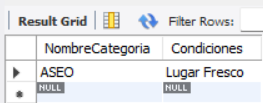 Result Grid Filter Rows:
NombreCategoria Condiciones
ASEO Lugar Fresco
NULL NULL